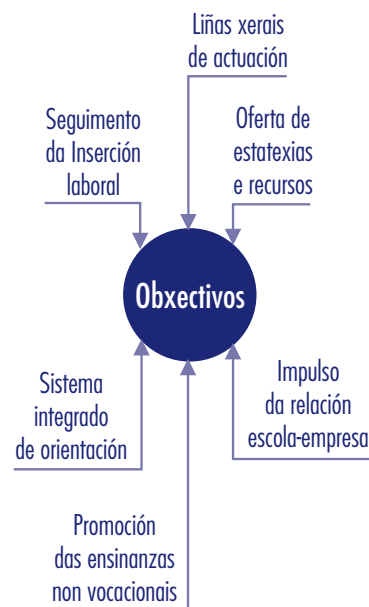 Liñas xerais
de actuación
Seguimento
da Inserción
laboral
Oferta de
estatexias
e recursos
Obxectivos
Sistema
integrado
de orientación
Impulso
da relación
escola-empresa
Promoción
das ensinanzas
non vocacionais